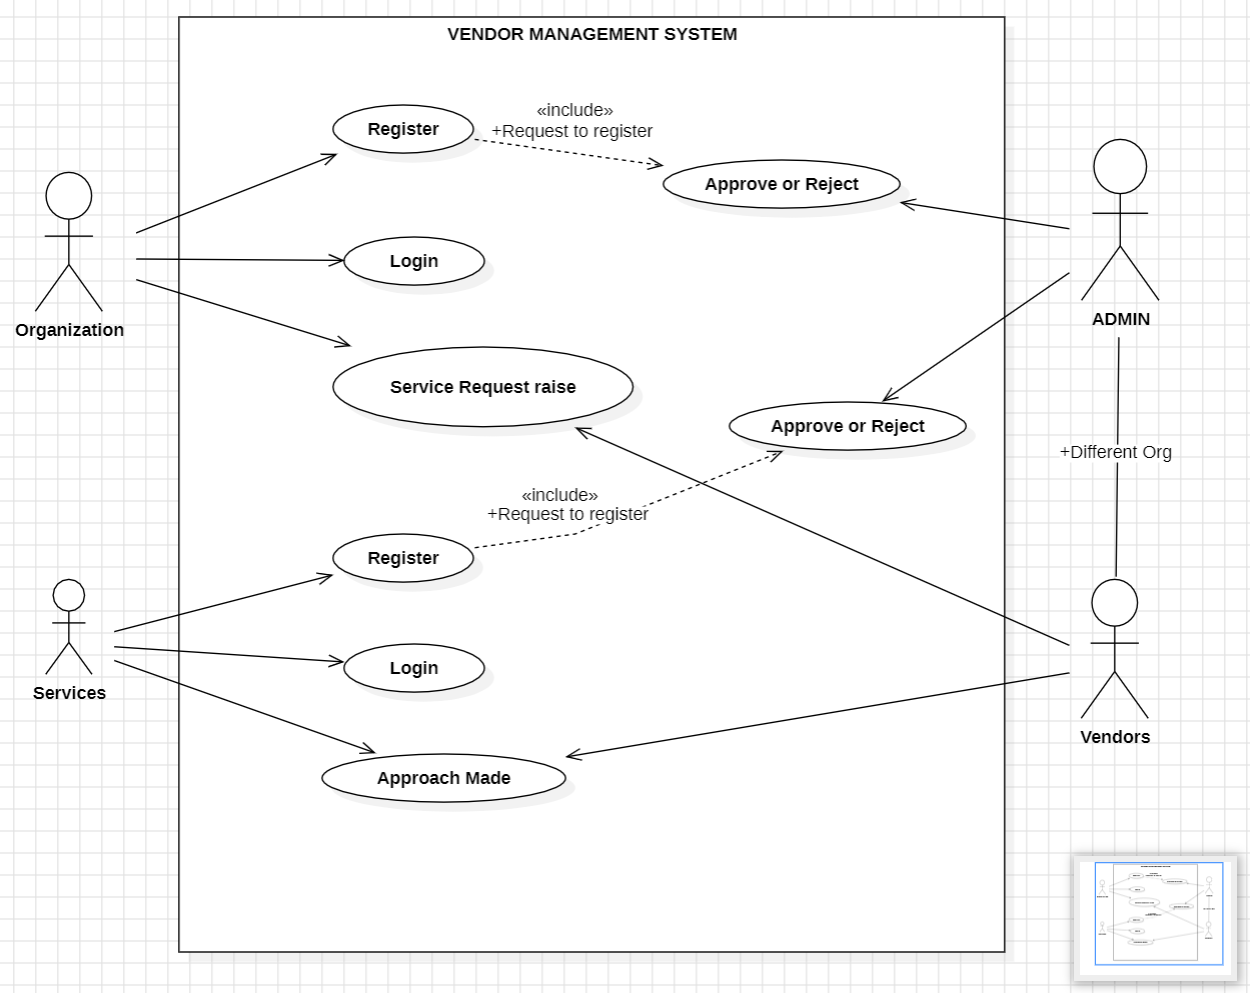 VENDOR MANAGEMENT SYSTEM
«include»
+Request to register
Register
Approve or Reject
Login
Organization
ADMIN
Service Request raise
Approve or Reject
+Different Org
«include»
+Request to register
Register
Login
Services
Vendors
Approach Made